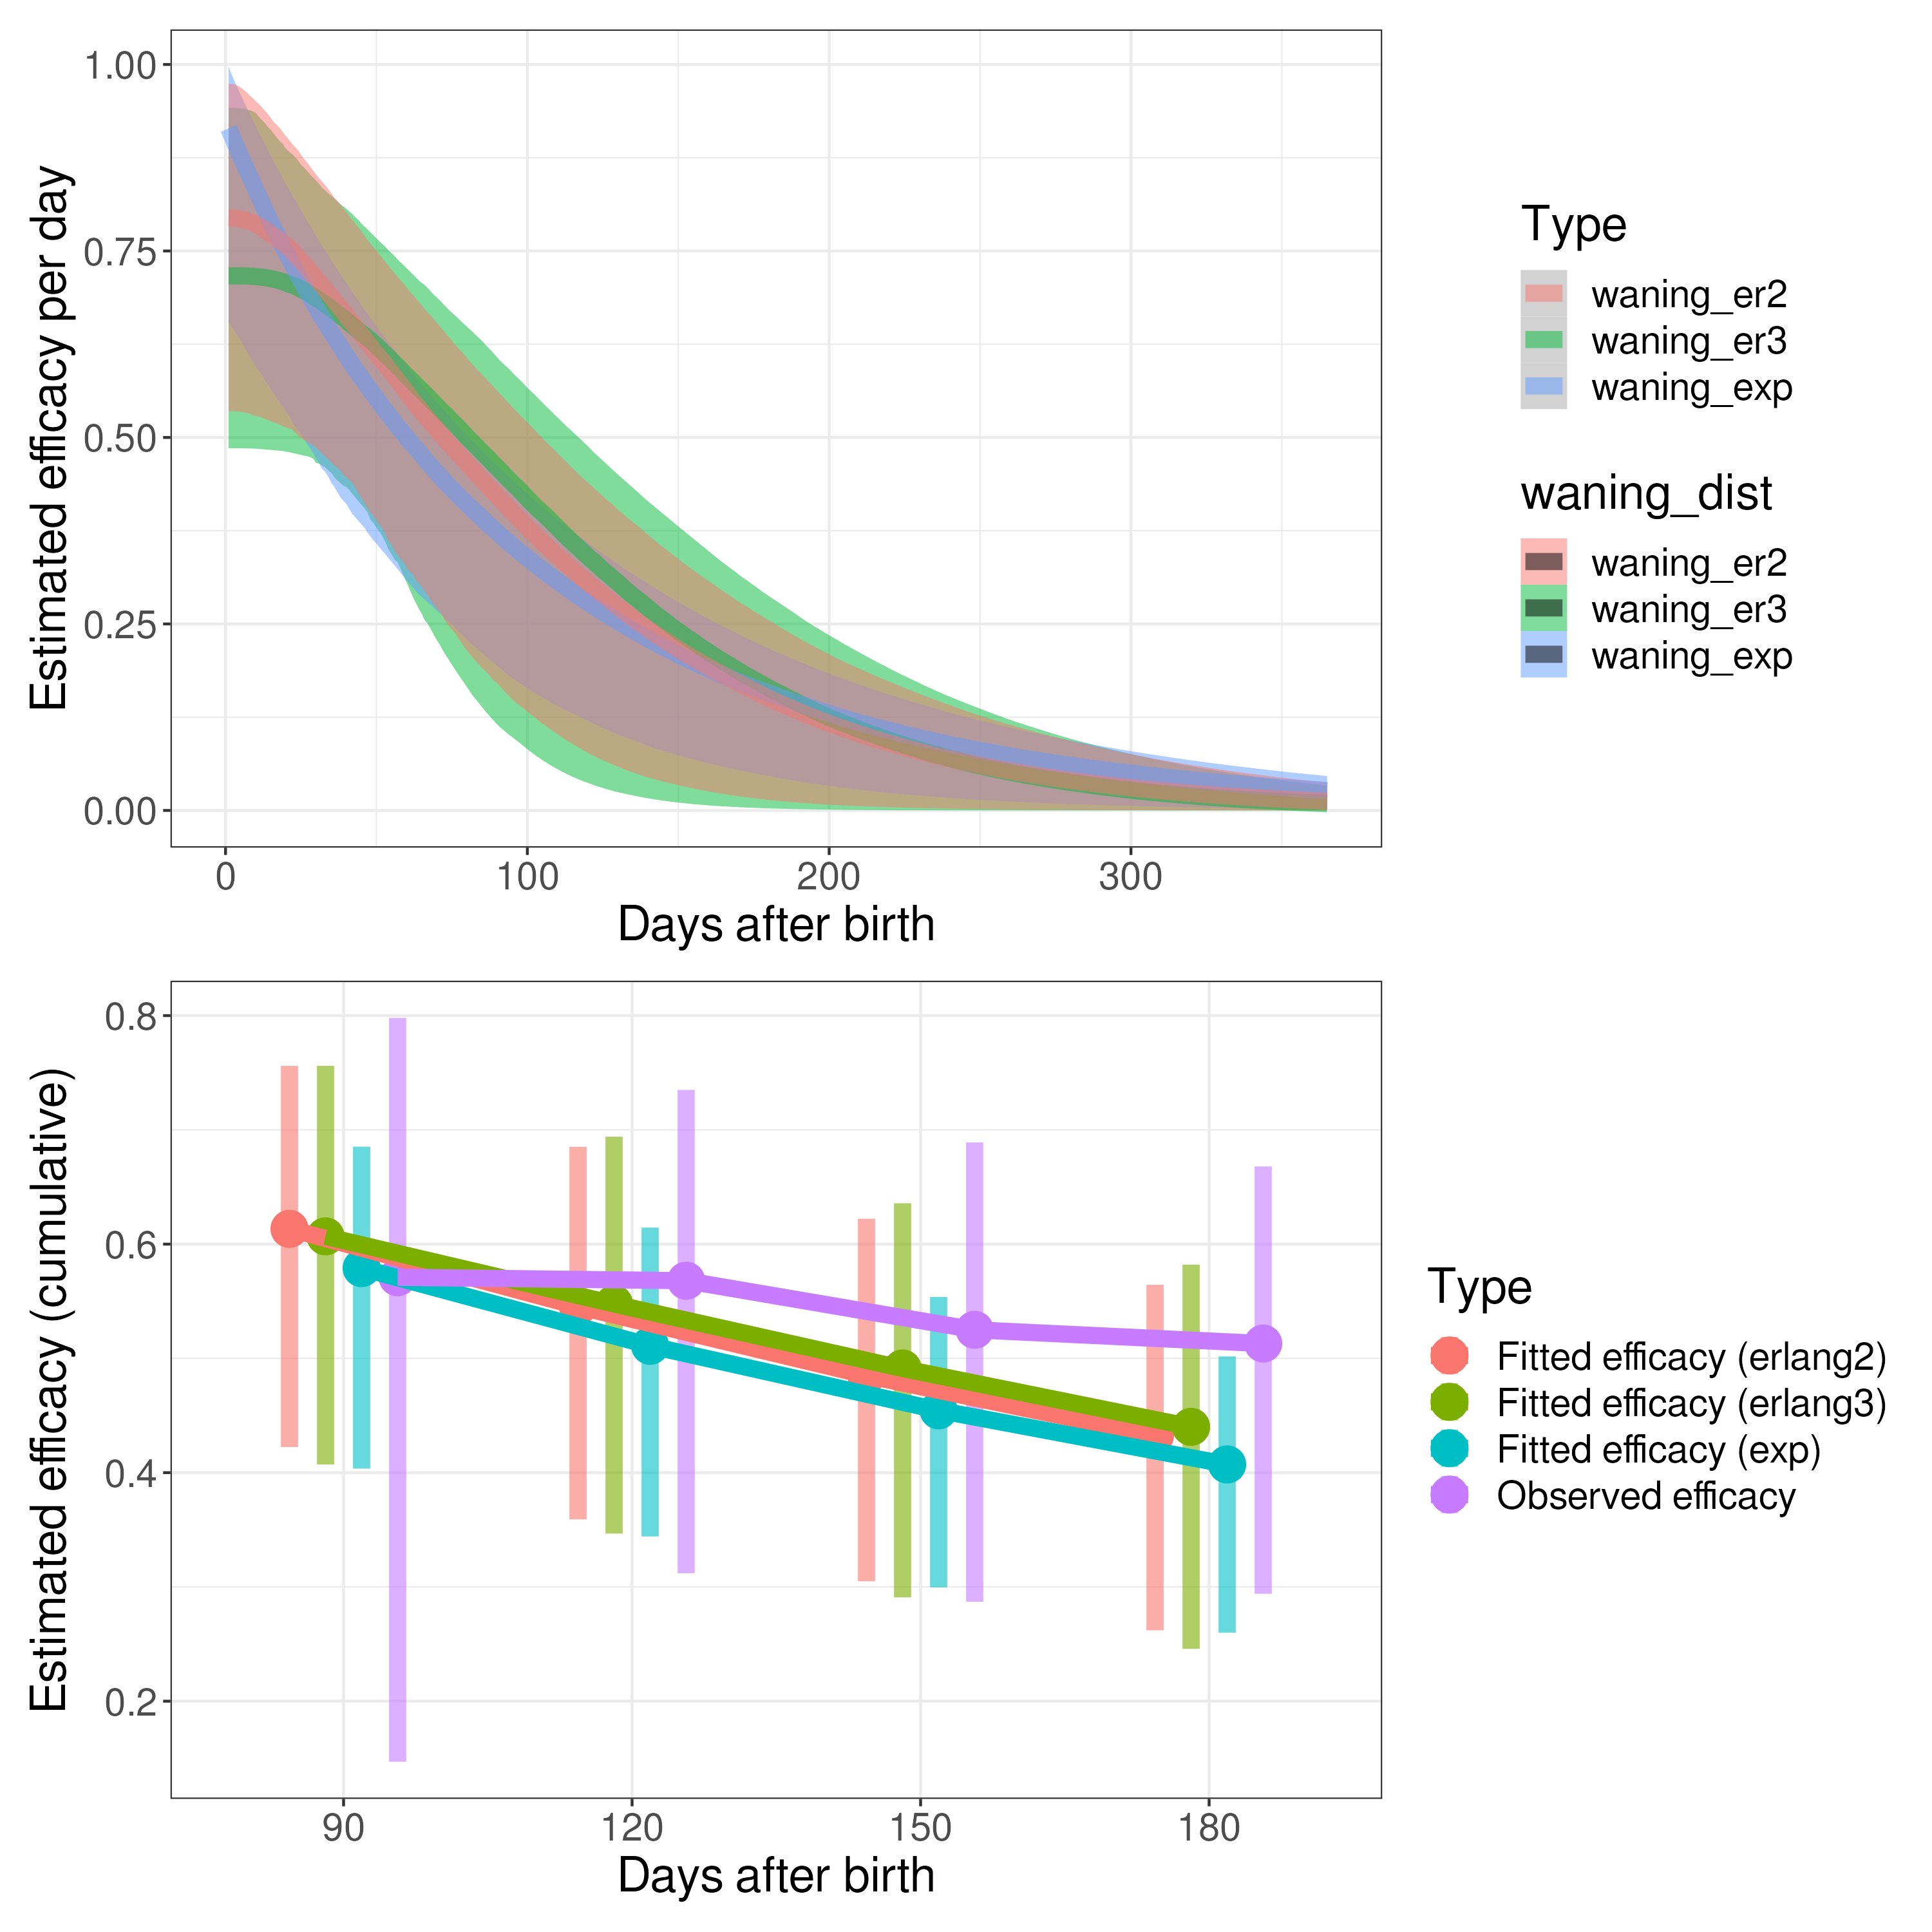 Estimated efficacy per day
1.00
0.75
0.50
0.25
0.00
0
100
200
300
Days after birth
Type
waning_er2
waning_er3
waning_exp
waning_dist
waning_er2
waning_er3
waning_exp
Estimated efficacy (cumulative)
0.8
0.6
0.4
0.2
90
120
150
180
Days after birth
Type
Fitted efficacy (erlang2)
Fitted efficacy (erlang3)
Fitted efficacy (exp)
Observed efficacy